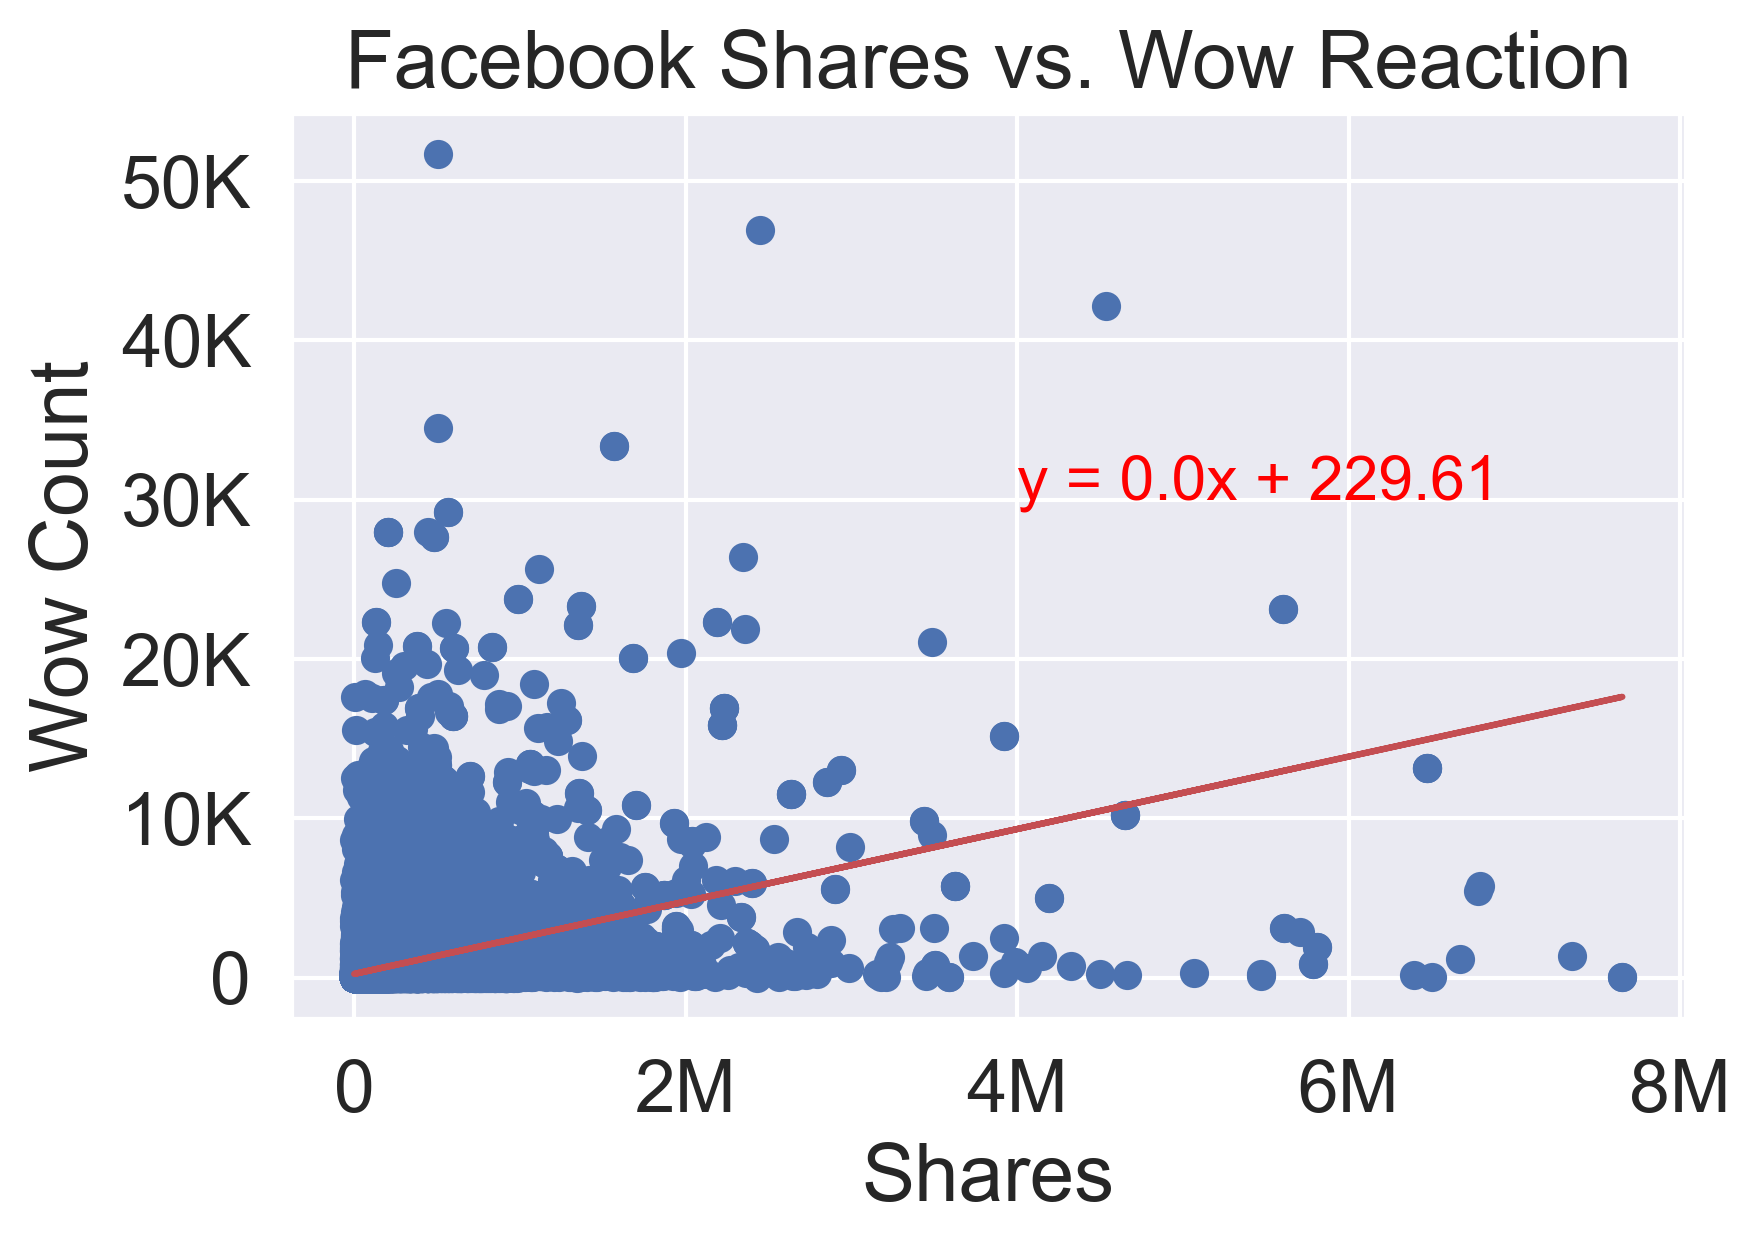 Facebook Shares vs. Wow Reaction
50K
40K
30K
20K
10K
0
Wow Count
y = 0.0x + 229.61
0 2M 4M 6M 8M
Shares